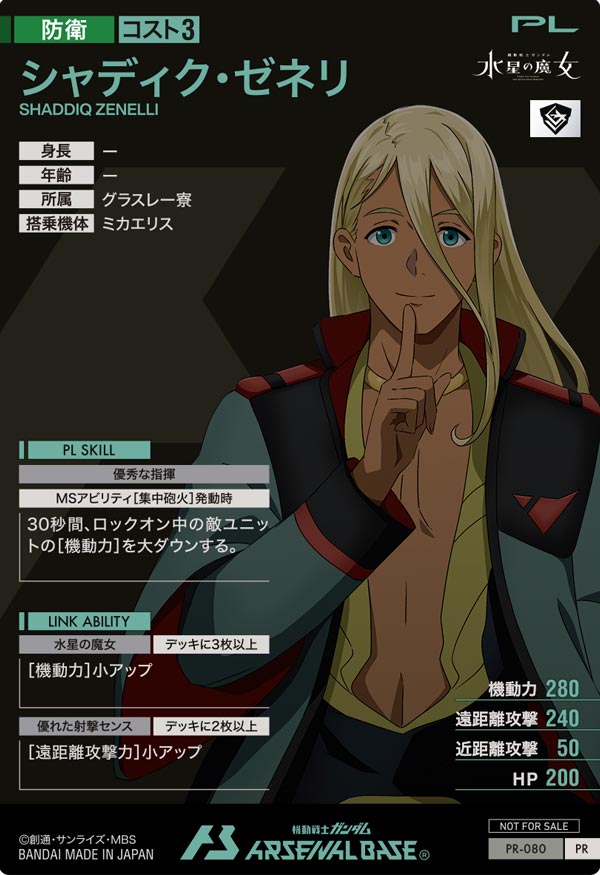 防衛 コスト3
PL
シャディク・ゼネリ
SHADDIQ ZENELLI
機動戦士ガンダム
水星の魔女
身長 ー
年齢 ー
所属 グラスレー寮
搭乗機体 ミカエリス
PL SKILL
優秀な指揮
MSアビリティ[集中砲火]発動時
30秒間、ロックオン中の敵ユニッ
トの[機動力]を大ダウンする。
LINK ABILITY
水星の魔女 デッキに3枚以上
[機動力]小アップ
優れた射撃センス デッキに2枚以上
[遠距離攻撃力]小アップ
機動力 280
遠距離攻撃 240
近距離攻撃 50
HP 200
©創通・サンライズ・MBS
BANDAI MADE IN JAPAN
機動戦士ガンダム
ARSENAL BASE®
NOT FOR SALE
PR-080 PR